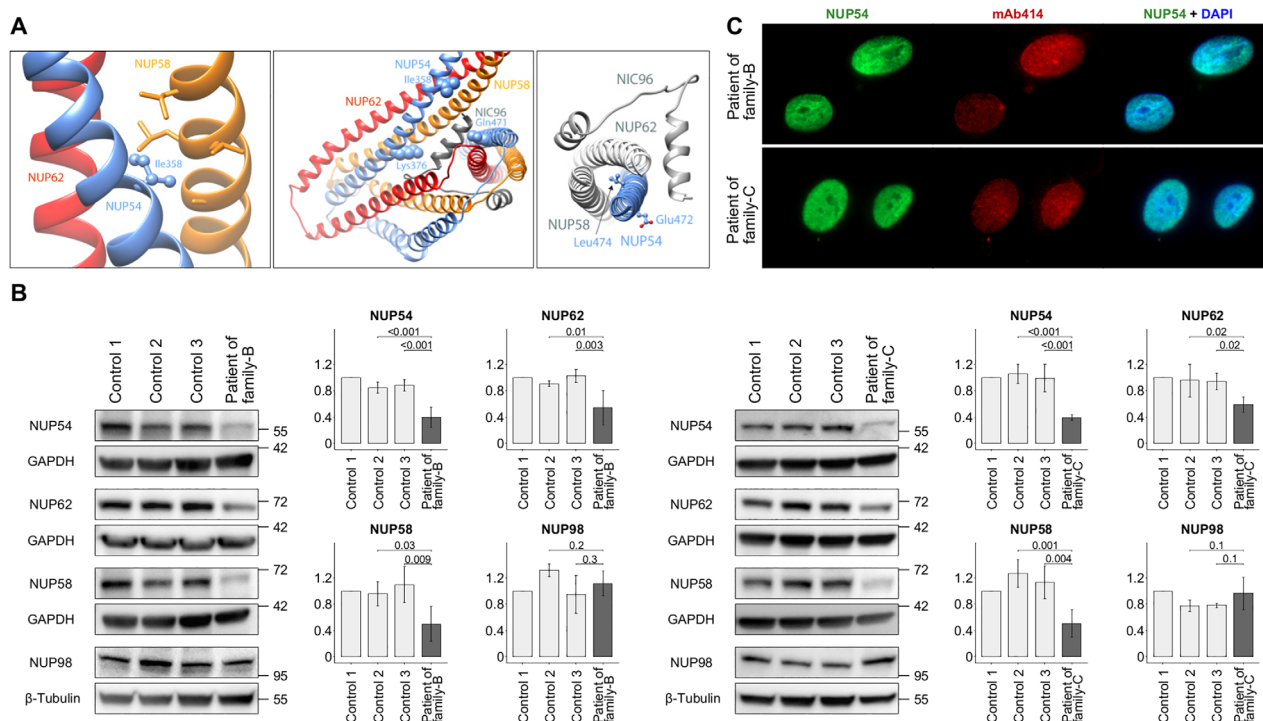 A
NUP58
Ile358
NUP62
NUP54
NUP54
Ile358
NUP58
NUP62
NIC96
Gln471
Lys376
NIC96
NUP62
NUP58
Glu472
Leu474
NUP54
C
NUP54
mAb414
NUP54 + DAPI
Patient of
family-B
Patient of
family-C
B
Control 1
Control 2
Control 3
Patient of
family-B
NUP54
55
42
GAPDH
NUP62
72
42
GAPDH
NUP58
72
42
GAPDH
NUP98
95
β-Tubulin
55
NUP54
<0.001
<0.001
1.2
0.8
0.4
0
Control 1
Control 2
Control 3
Patient of
family-B
NUP62
0.01
0.003
1.2
0.8
0.4
0
Control 1
Control 2
Control 3
Patient of
family-B
NUP58
0.03
0.009
1.2
0.8
0.4
0
Control 1
Control 2
Control 3
Patient of
family-B
NUP98
0.2
0.3
1.2
0.8
0.4
0
Control 1
Control 2
Control 3
Patient of
family-B
Control 1
Control 2
Control 3
Patient of
family-C
NUP54
55
42
GAPDH
NUP62
72
42
GAPDH
NUP58
72
42
GAPDH
NUP98
95
β-Tubulin
55
NUP54
<0.001
<0.001
1.2
0.8
0.4
0
Control 1
Control 2
Control 3
Patient of
family-C
NUP62
0.02
0.02
1.2
0.8
0.4
0
Control 1
Control 2
Control 3
Patient of
family-C
NUP58
0.001
0.004
1.2
0.8
0.4
0
Control 1
Control 2
Control 3
Patient of
family-C
NUP98
0.1
0.1
1.2
0.8
0.4
0
Control 1
Control 2
Control 3
Patient of
family-C